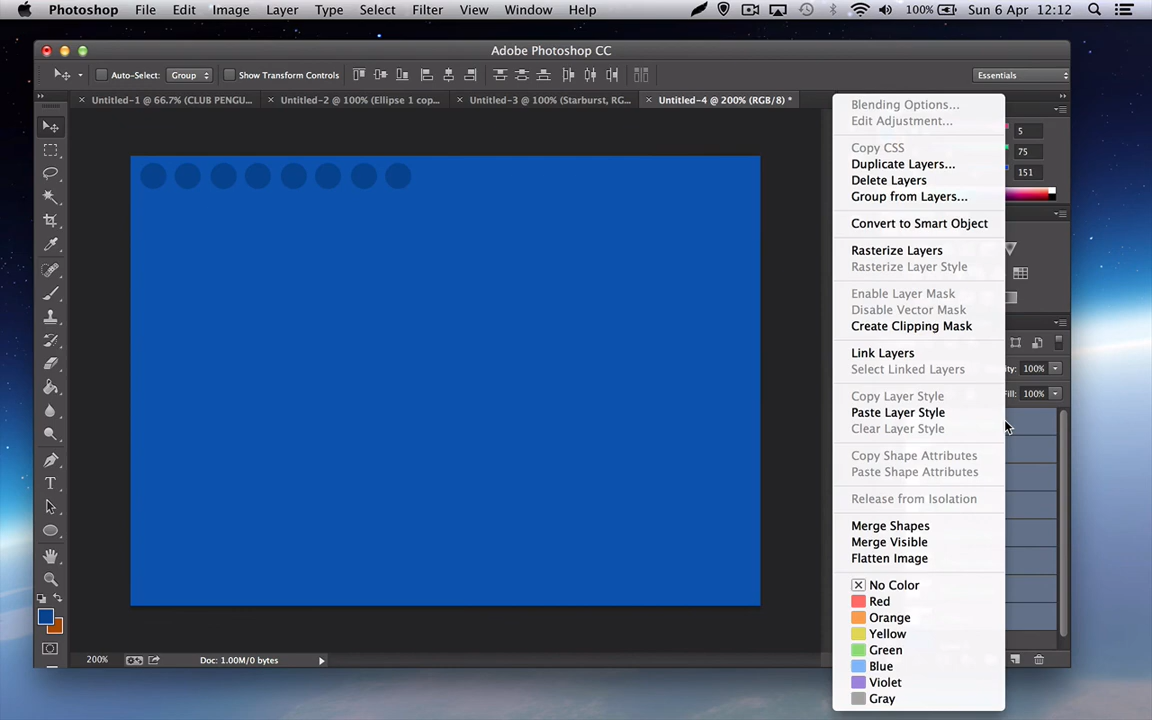 Photoshop File Edit Image Layer Type Select Filter View Window Help 100% Sun 6 Apr 12:12
Adobe Photoshop CC
Auto-Select: Group Show Transform Controls Essentials
Untitled-1 @ 66.7% (CLUB PENGU... Untitled-2 @ 100% (Ellipse 1 cop... Untitled-3 @ 100% (Starburst, RG... Untitled-4 @ 200% (RGB/8) *
Blending Options...
Edit Adjustment...
Copy CSS
Duplicate Layers...
Delete Layers
Group from Layers...
Convert to Smart Object
Rasterize Layers
Rasterize Layer Style
Enable Layer Mask
Disable Vector Mask
Create Clipping Mask
Link Layers
Select Linked Layers
Copy Layer Style
Paste Layer Style
Clear Layer Style
Copy Shape Attributes
Paste Shape Attributes
Release from Isolation
Merge Shapes
Merge Visible
Flatten Image
No Color
Red
Orange
Yellow
Green
Blue
Violet
Gray
5
75
151
100%
Fill: 100%
200% Doc: 1.00M/0 bytes